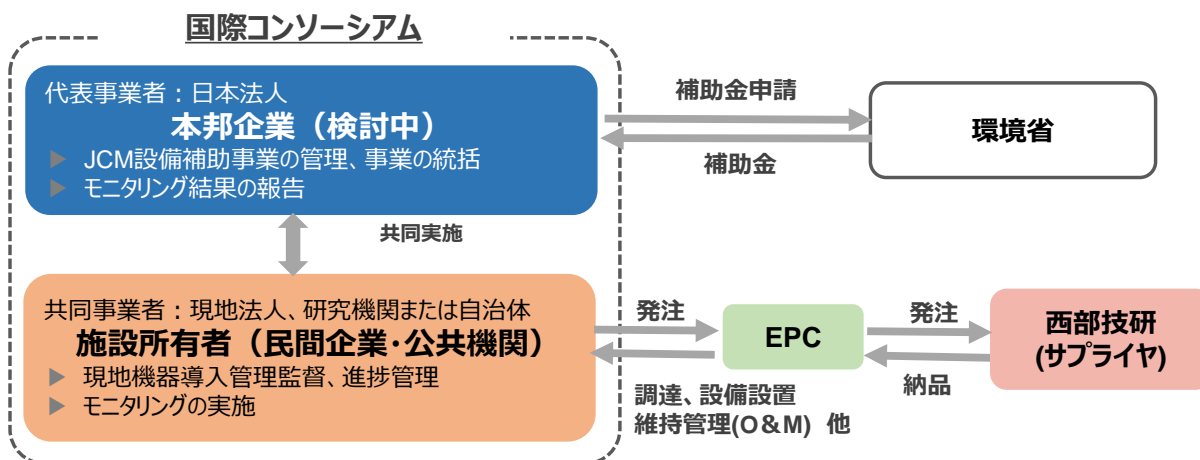 国際コンソーシアム
代表事業者：日本法人
本邦企業（検討中）
▶ JCM設備補助事業の管理、事業の統括
▶ モニタリング結果の報告
補助金申請
補助金
環境省
共同実施
共同事業者：現地法人、研究機関または自治体
施設所有者（民間企業・公共機関）
▶ 現地機器導入管理監督、進捗管理
▶ モニタリングの実施
発注
調達、設備設置
維持管理(O＆M) 他
EPC
発注
納品
西部技研
(サプライヤ)